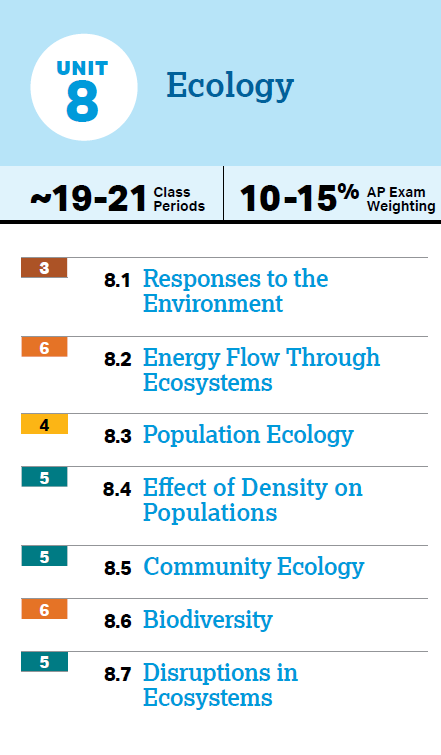 UNIT
8
Ecology
~19-21 Class Periods
10-15% AP Exam Weighting
3
8.1 Responses to the
Environment
6
8.2 Energy Flow Through
Ecosystems
4
8.3 Population Ecology
5
8.4 Effect of Density on
Populations
5
8.5 Community Ecology
6
8.6 Biodiversity
5
8.7 Disruptions in
Ecosystems